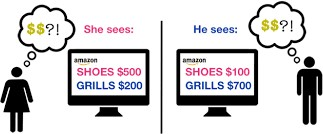 $$?!
She sees:
amazon
SHOES $500
GRILLS $200
He sees:
$$?!
amazon
SHOES $100
GRILLS $700